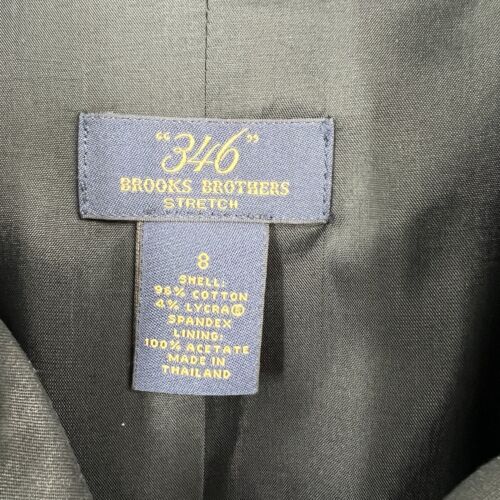 "346"
BROOKS BROTHERS
STRETCH
8
SHELL:
96% COTTON
4% LYCRA®
SPANDEX
LINING:
100% ACETATE
MADE IN
THAILAND